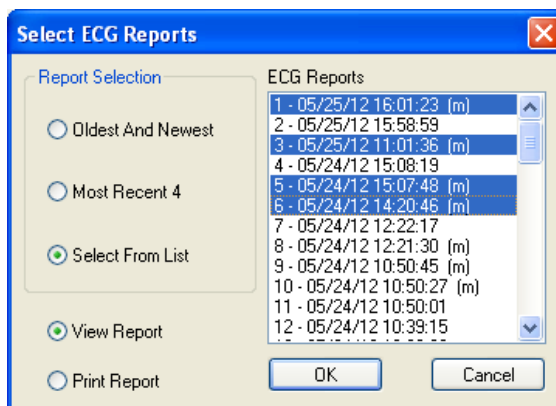 Select ECG Reports
Report Selection
Oldest And Newest
Most Recent 4
Select From List
View Report
Print Report
ECG Reports
1 - 05/25/12 16:01:23 (m)
2 - 05/25/12 15:58:59
3 - 05/25/12 11:01:36 (m)
4 - 05/24/12 15:08:19
5 - 05/24/12 15:07:48 (m)
6 - 05/24/12 14:20:46 (m)
7 - 05/24/12 12:22:17
8 - 05/24/12 12:21:30 (m)
9 - 05/24/12 10:50:45 (m)
10 - 05/24/12 10:50:27 (m)
11 - 05/24/12 10:50:01
12 - 05/24/12 10:39:15
OK
Cancel